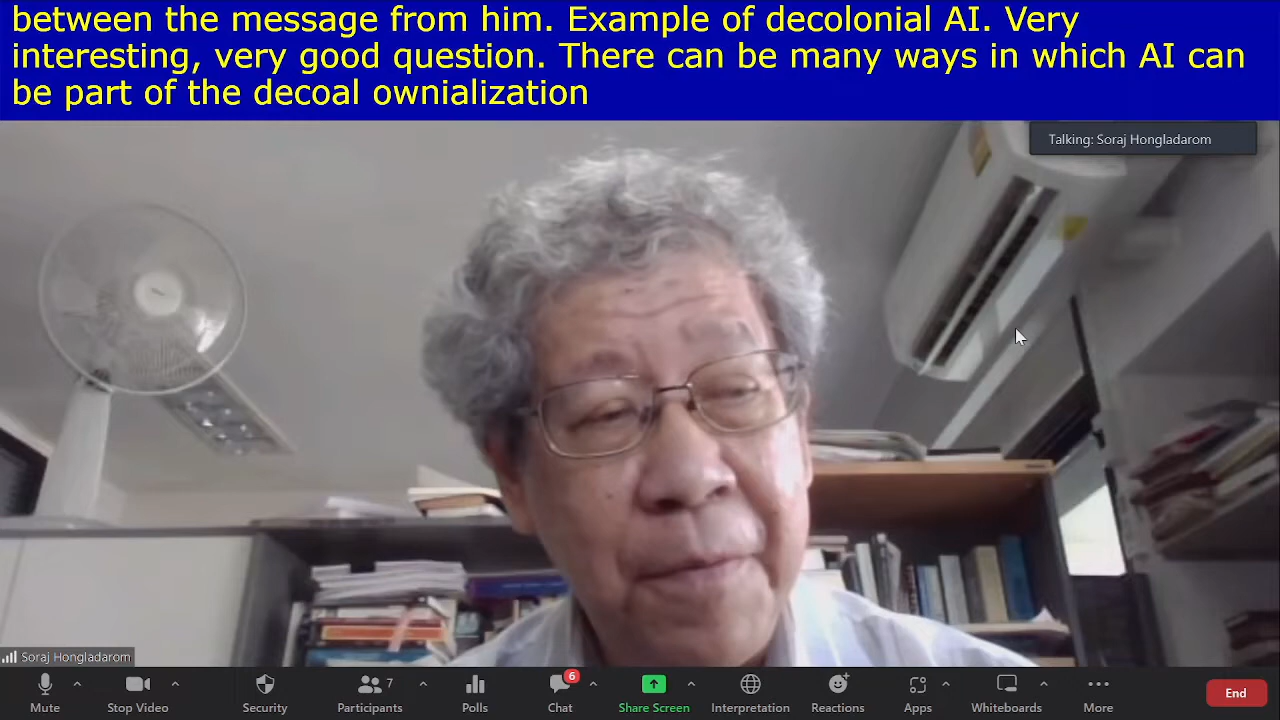 between the message from him. Example of decolonial AI. Very
interesting, very good question. There can be many ways in which AI can
be part of the decoal ownialization
Talking: Soraj Hongladarom
Soraj Hongladarom
Mute
Stop Video
Security
7
Participants
Polls
6
Chat
Share Screen
Interpretation
Reactions
Apps
Whiteboards
More
End